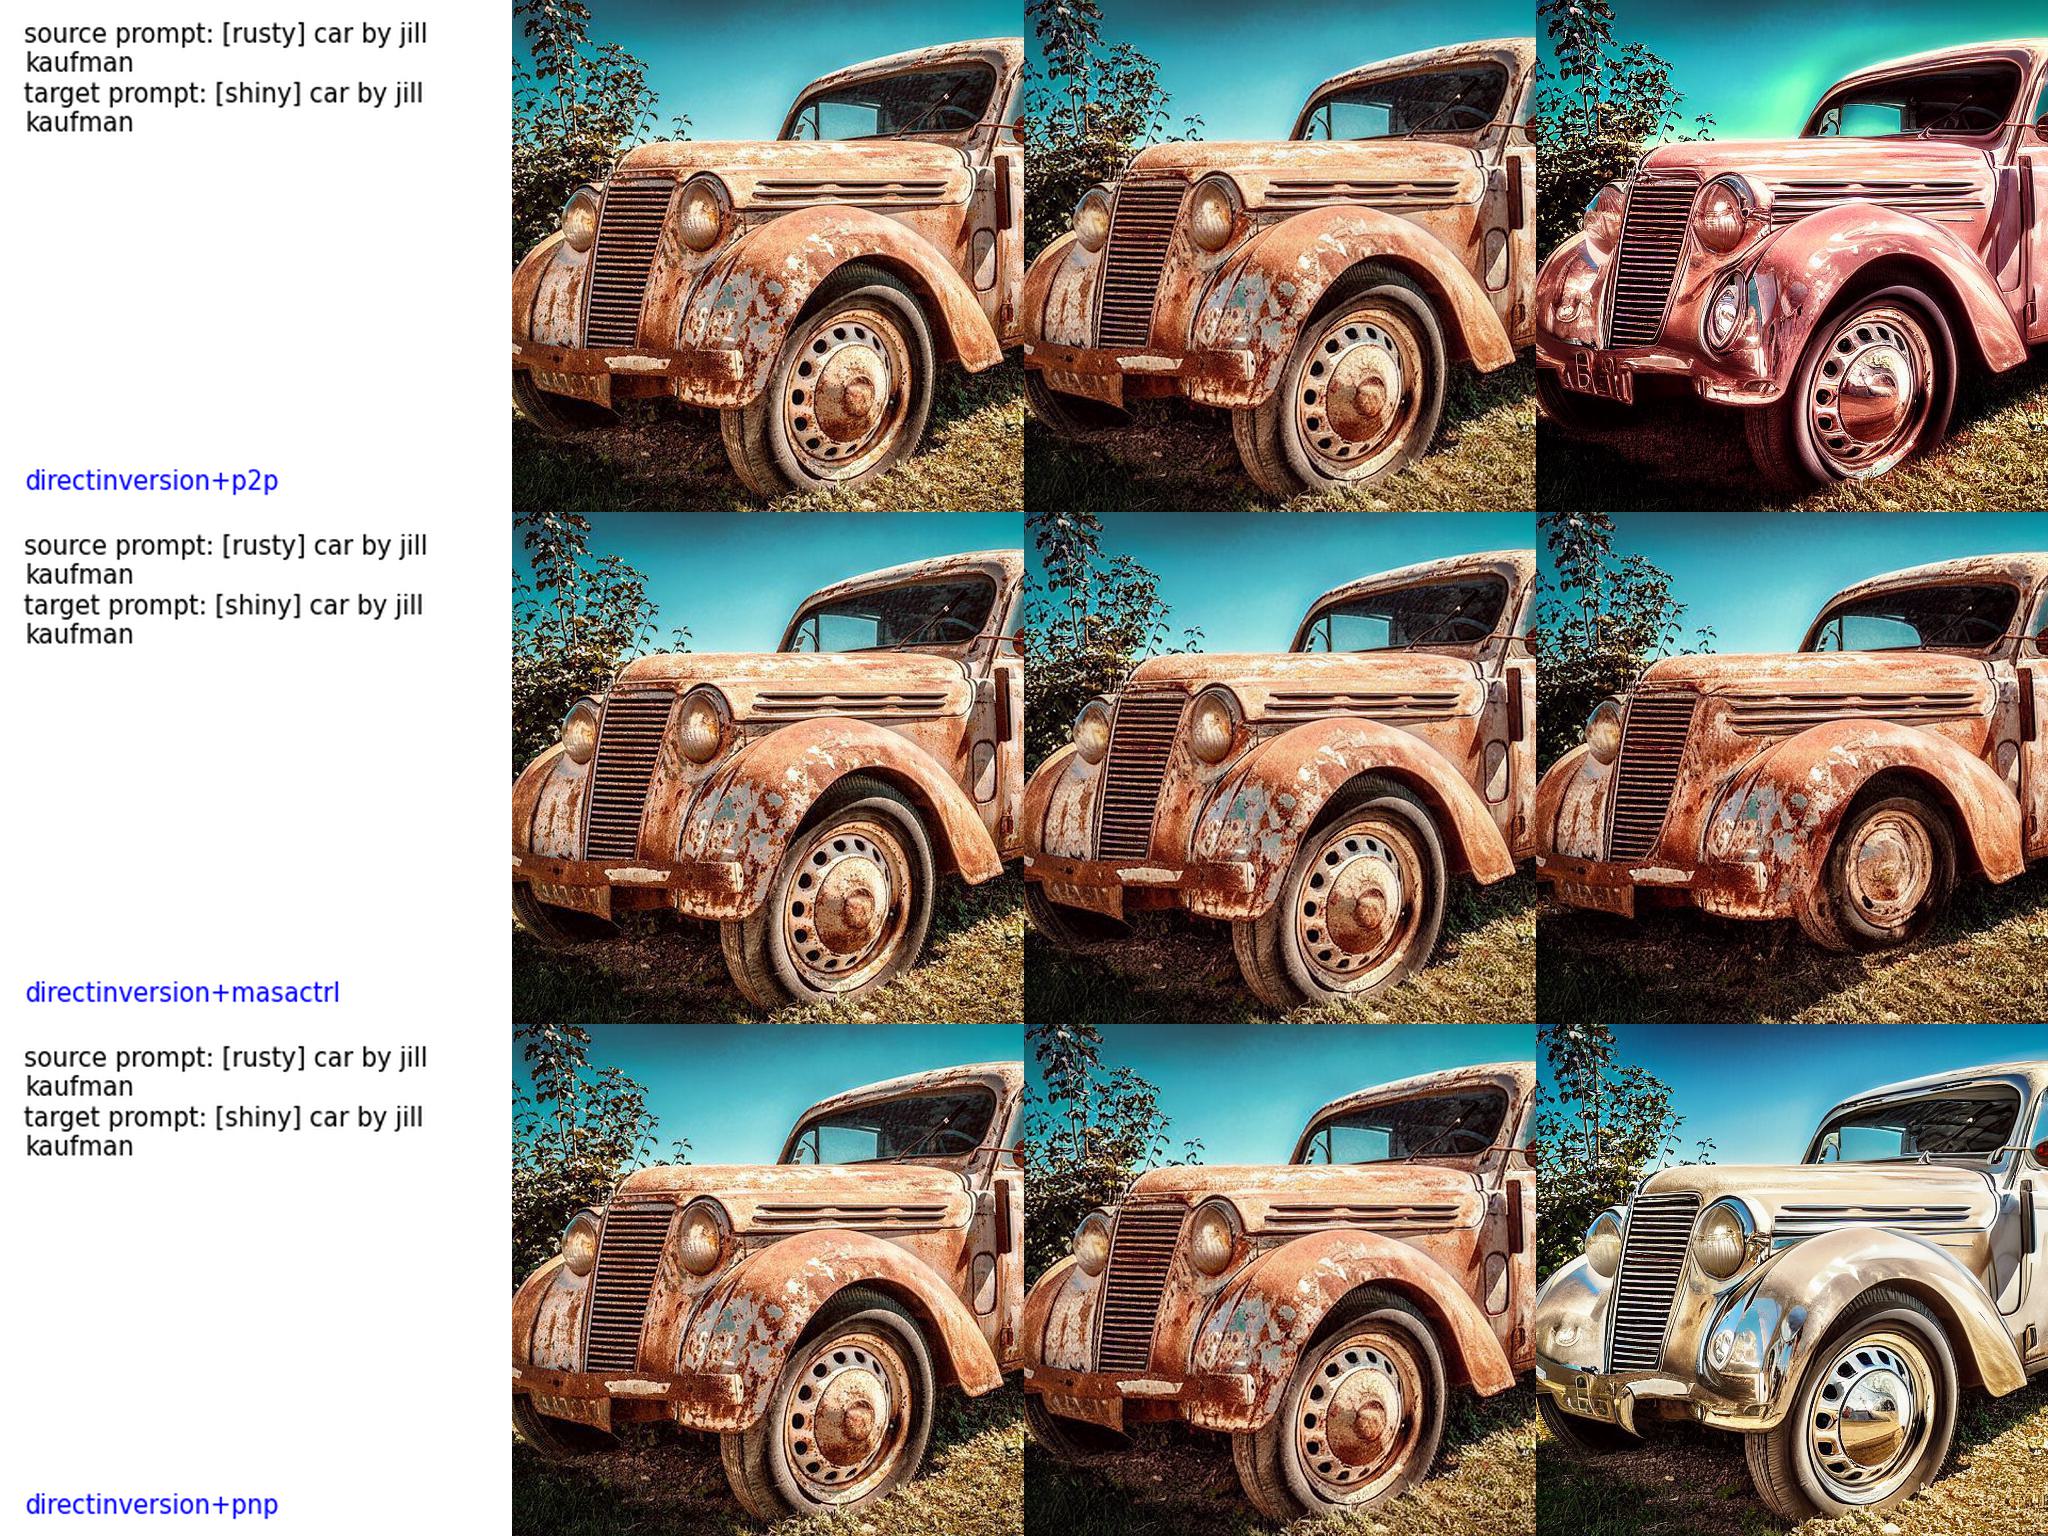 source prompt: [rusty] car by jill
kaufman
target prompt: [shiny] car by jill
kaufman
directinversion+p2p
source prompt: [rusty] car by jill
kaufman
target prompt: [shiny] car by jill
kaufman
directinversion+masactrl
source prompt: [rusty] car by jill
kaufman
target prompt: [shiny] car by jill
kaufman
directinversion+pnp